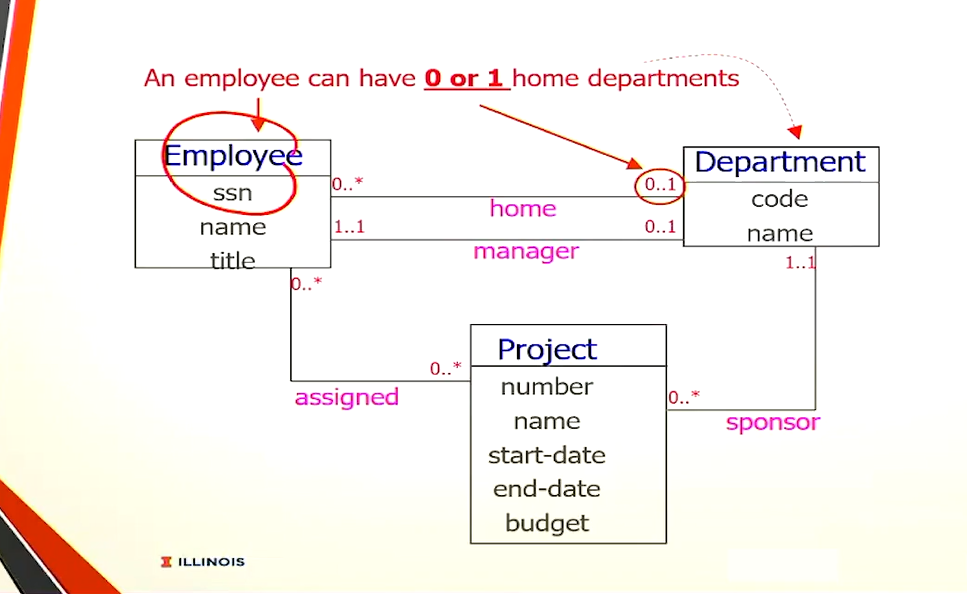 An employee can have 0 or 1 home departments
Employee
ssn
name
title
0..*
0..1
home
1..1
0..1
manager
Department
code
name
1..1
0..*
0..*
assigned
Project
number
name
start-date
end-date
budget
0..*
sponsor
ILLINOIS